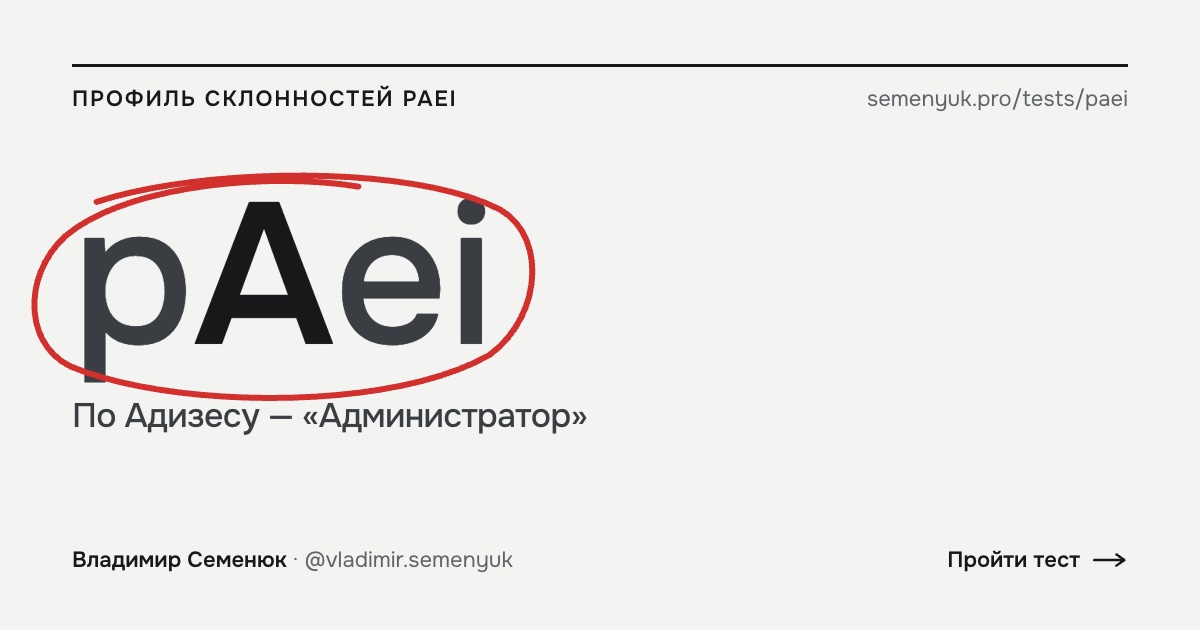 ПРОФИЛЬ СКЛОННОСТЕЙ PAEI
semenyuk.pro/tests/paei
pAei
По Адизесу — «Администратор»
Владимир Семенюк · @vladimir.semenyuk
Пройти тест →